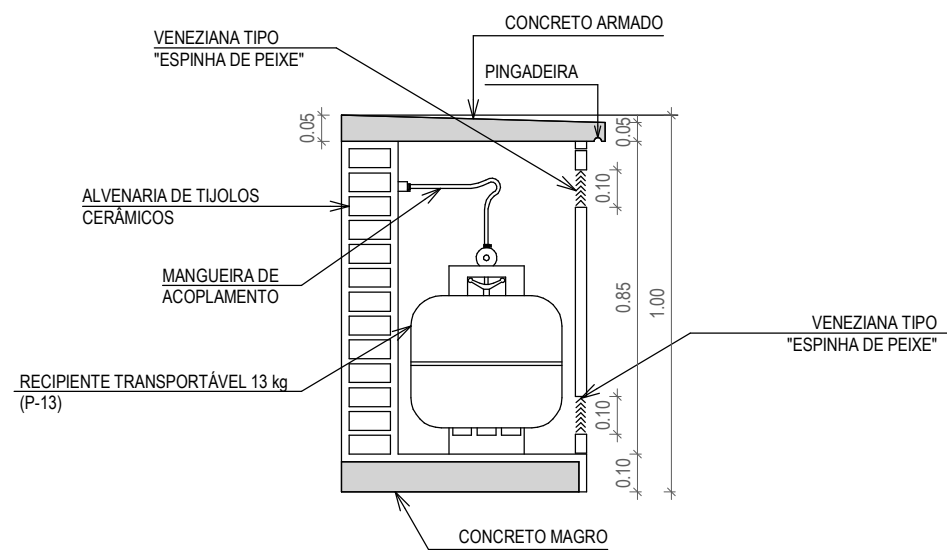 CONCRETO ARMADO
VENEZIANA TIPO
"ESPINHA DE PEIXE"
PINGADEIRA
0.05
0.05
0.10
ALVENARIA DE TIJOLOS
CERÂMICOS
MANGUEIRA DE
ACOPLAMENTO
0.85
1.00
VENEZIANA TIPO
"ESPINHA DE PEIXE"
RECIPIENTE TRANSPORTÁVEL 13 kg
(P-13)
0.10
0.10
CONCRETO MAGRO